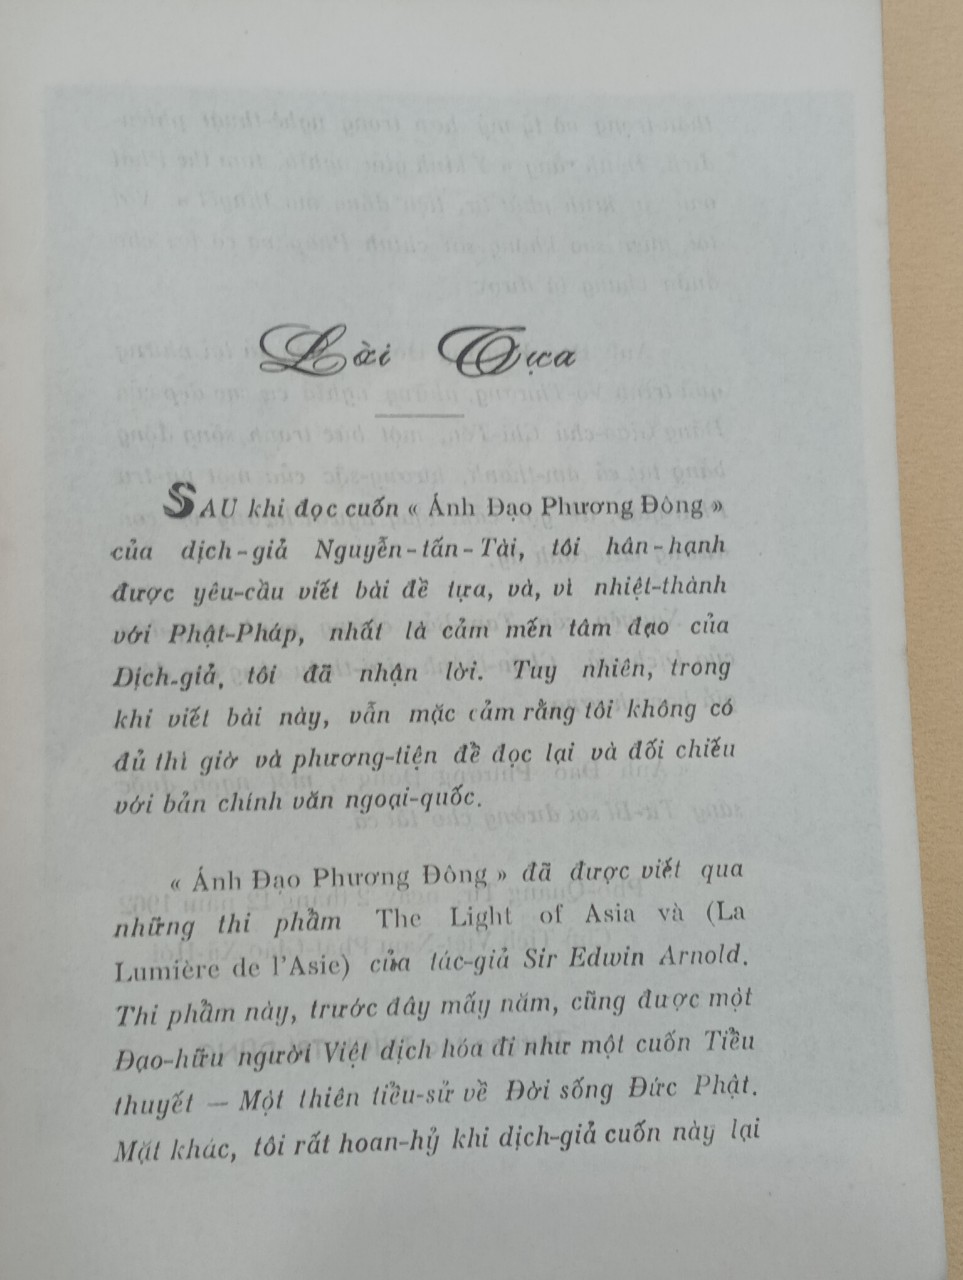 Lời Tựa
SAU khi đọc cuốn « Ánh Đạo Phương Đông »
của dịch-giả Nguyễn-tấn-Tài, tôi hân-hạnh
được yêu-cầu viết bài đề tựa, và, vì nhiệt-thành
với Phật-Pháp, nhất là cảm mến tâm đạo của
Dịch-giả, tôi đã nhận lời. Tuy nhiên, trong
khi viết bài này, vẫn mặc cảm rằng tôi không có
đủ thì giờ và phương-tiện để đọc lại và đối chiếu
với bản chính văn ngoại-quốc.
« Ánh Đạo Phương Đông » đã được viết qua
những thi phẩm The Light of Asia và (La
Lumière de l'Asie) của tác-giả Sir Edwin Arnold.
Thi phẩm này, trước đây mấy năm, cũng được một
Đạo-hữu người Việt dịch hóa đi như một cuốn Tiểu
thuyết — Một thiên tiểu-sử về Đời sống Đức Phật.
Mặt khác, tôi rất hoan-hỷ khi dịch-giả cuốn này lại